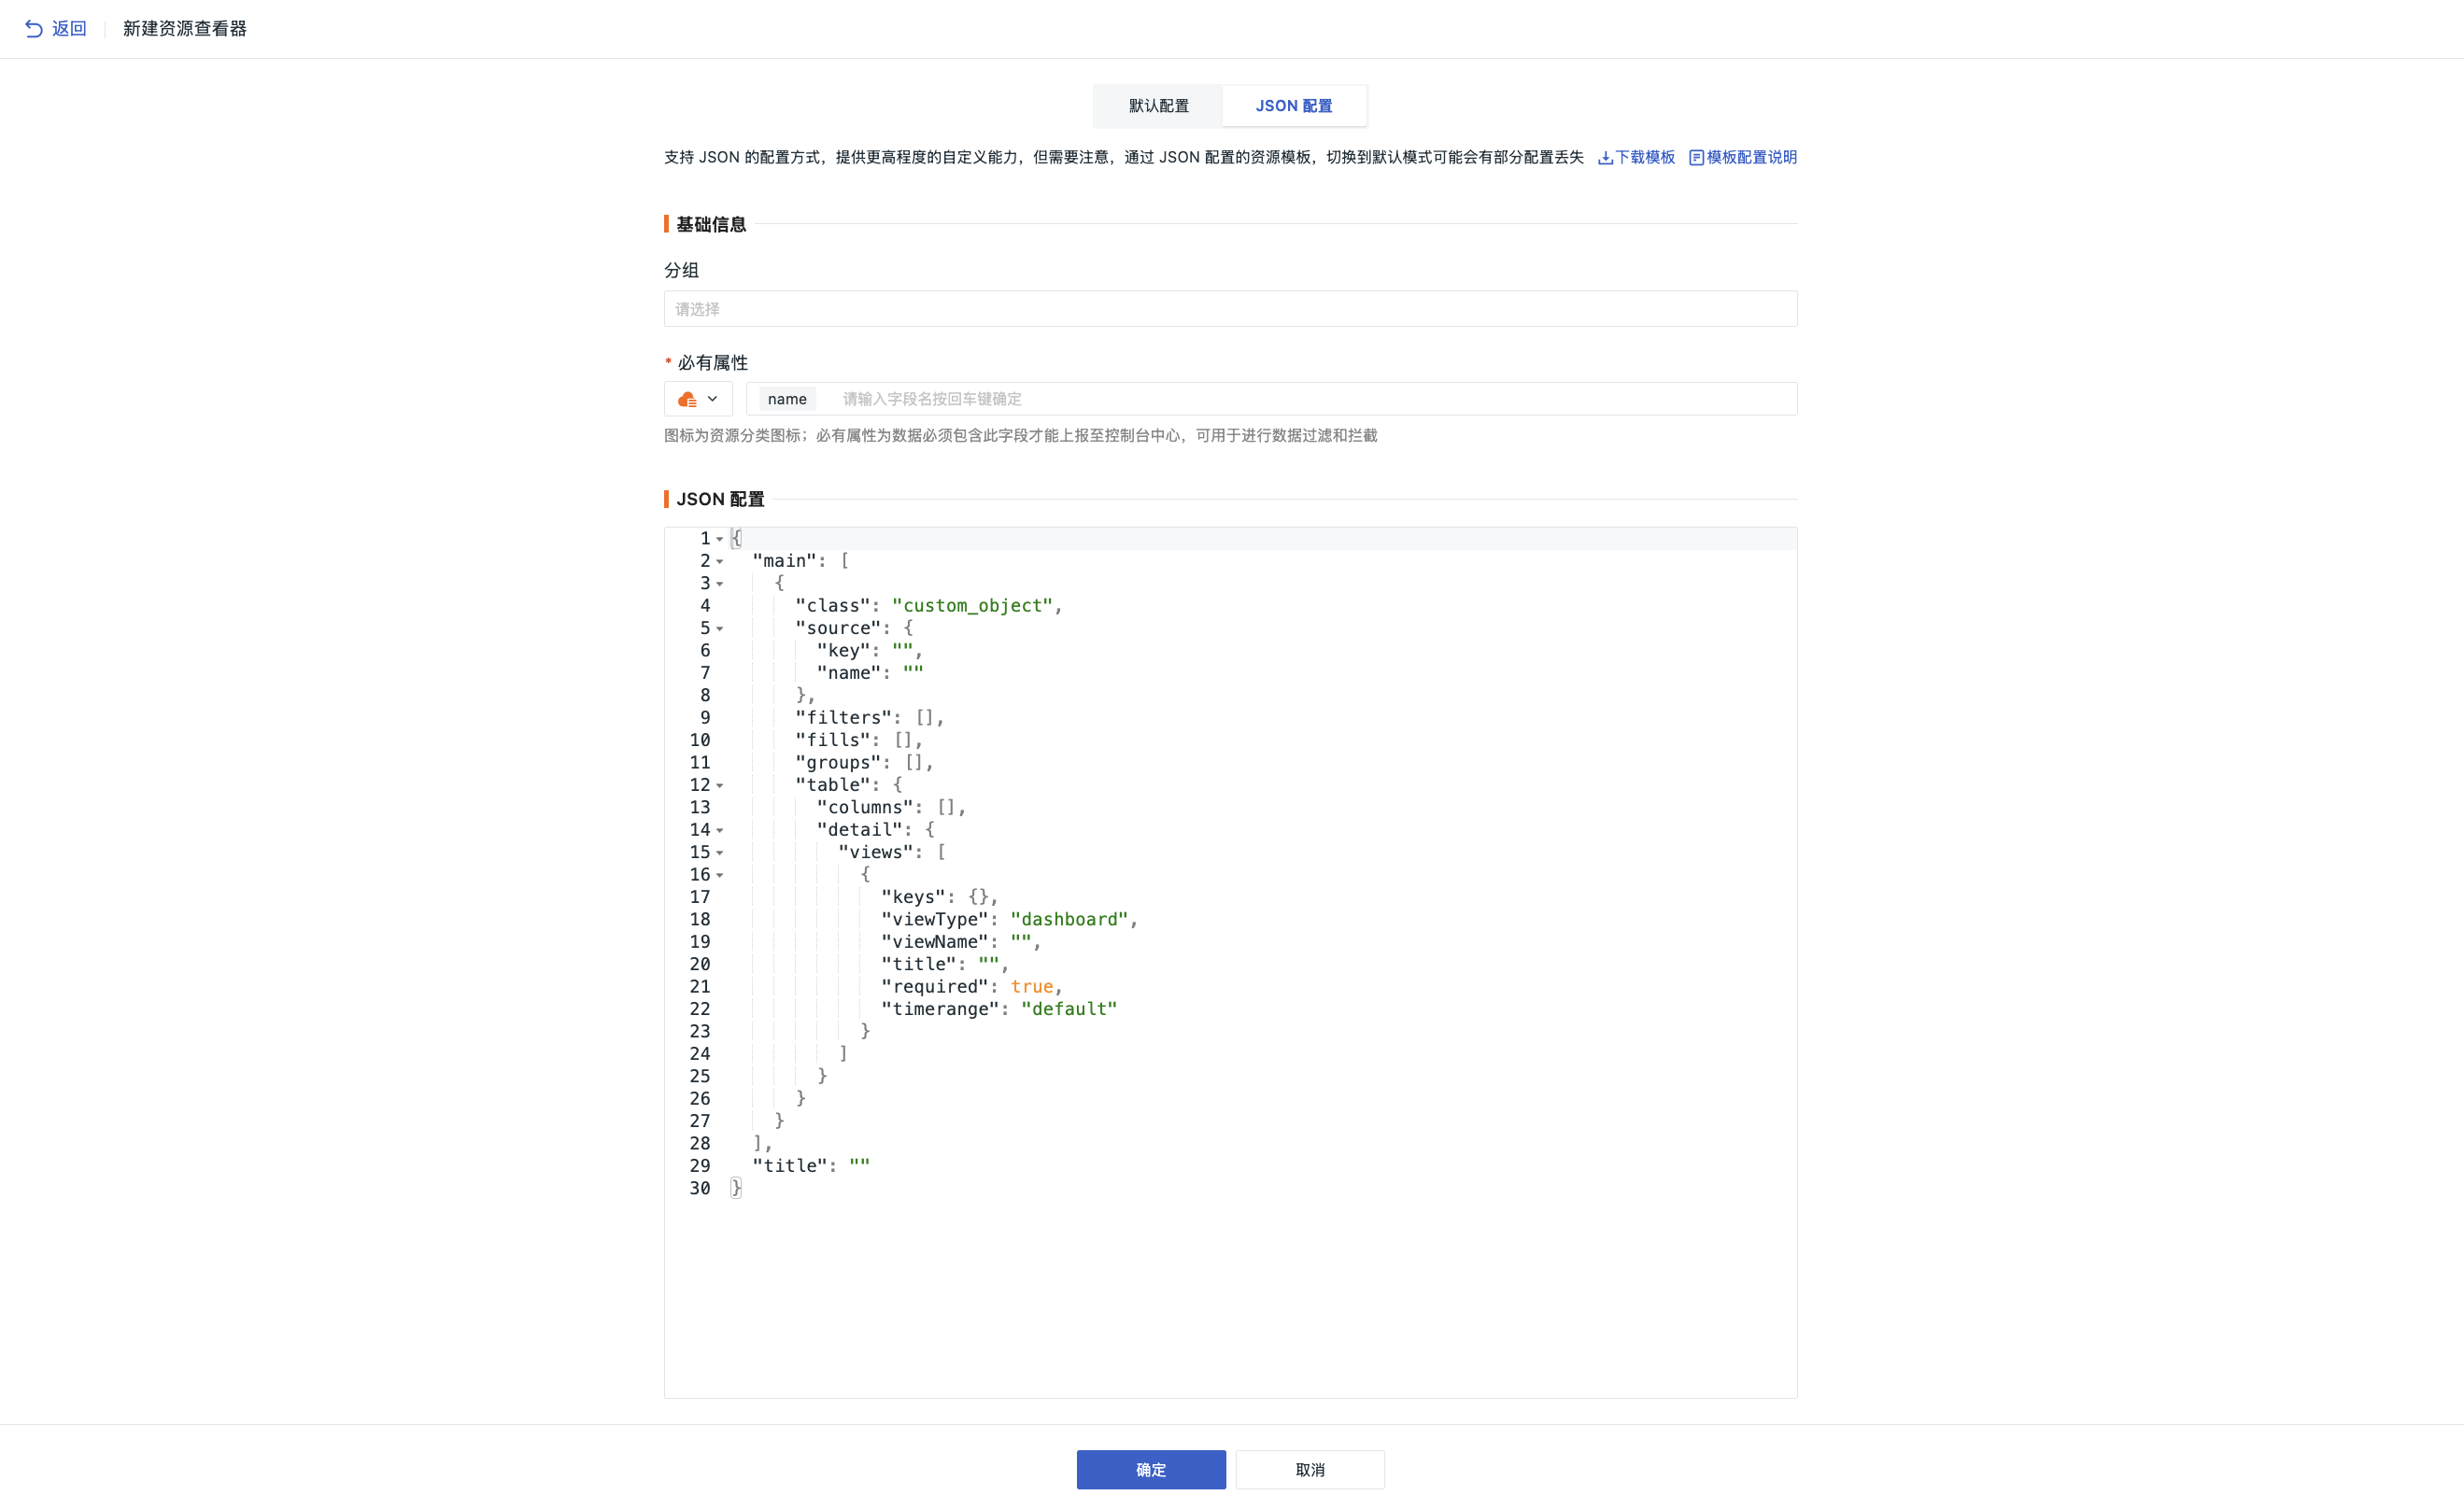 返回 新建资源查看器
默认配置 JSON 配置
支持 JSON 的配置方式，提供更高程度的自定义能力，但需要注意，通过 JSON 配置的资源模板，切换到默认模式可能会有部分配置丢失 下载模板 模板配置说明
基础信息
分组
请选择
* 必有属性
name 请输入字段名按回车键确定
图标为资源分类图标；必有属性为数据必须包含此字段才能上报至控制台中心，可用于进行数据过滤和拦截
JSON 配置
1 {
2 "main": [
3 {
4 "class": "custom_object",
5 "source": {
6 "key": "",
7 "name": ""
8 },
9 "filters": [],
10 "fills": [],
11 "groups": [],
12 "table": {
13 "columns": [],
14 "detail": {
15 "views": [
16 {
17 "keys": {},
18 "viewType": "dashboard",
19 "viewName": "",
20 "title": "",
21 "required": true,
22 "timerange": "default"
23 }
24 ]
25 }
26 }
27 }
28 ],
29 "title": ""
30 }
确定 取消